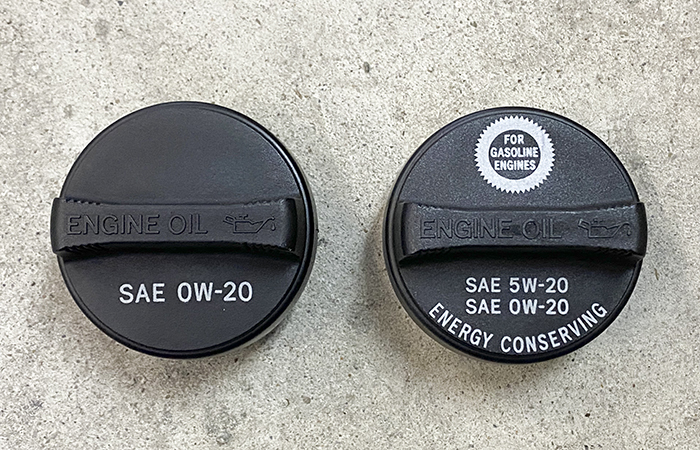 ENGINE OIL
SAE 0W-20
FOR
GASOLINE
ENGINES
ENGINE OIL
SAE 5W-20
SAE 0W-20
ENERGY CONSERVING